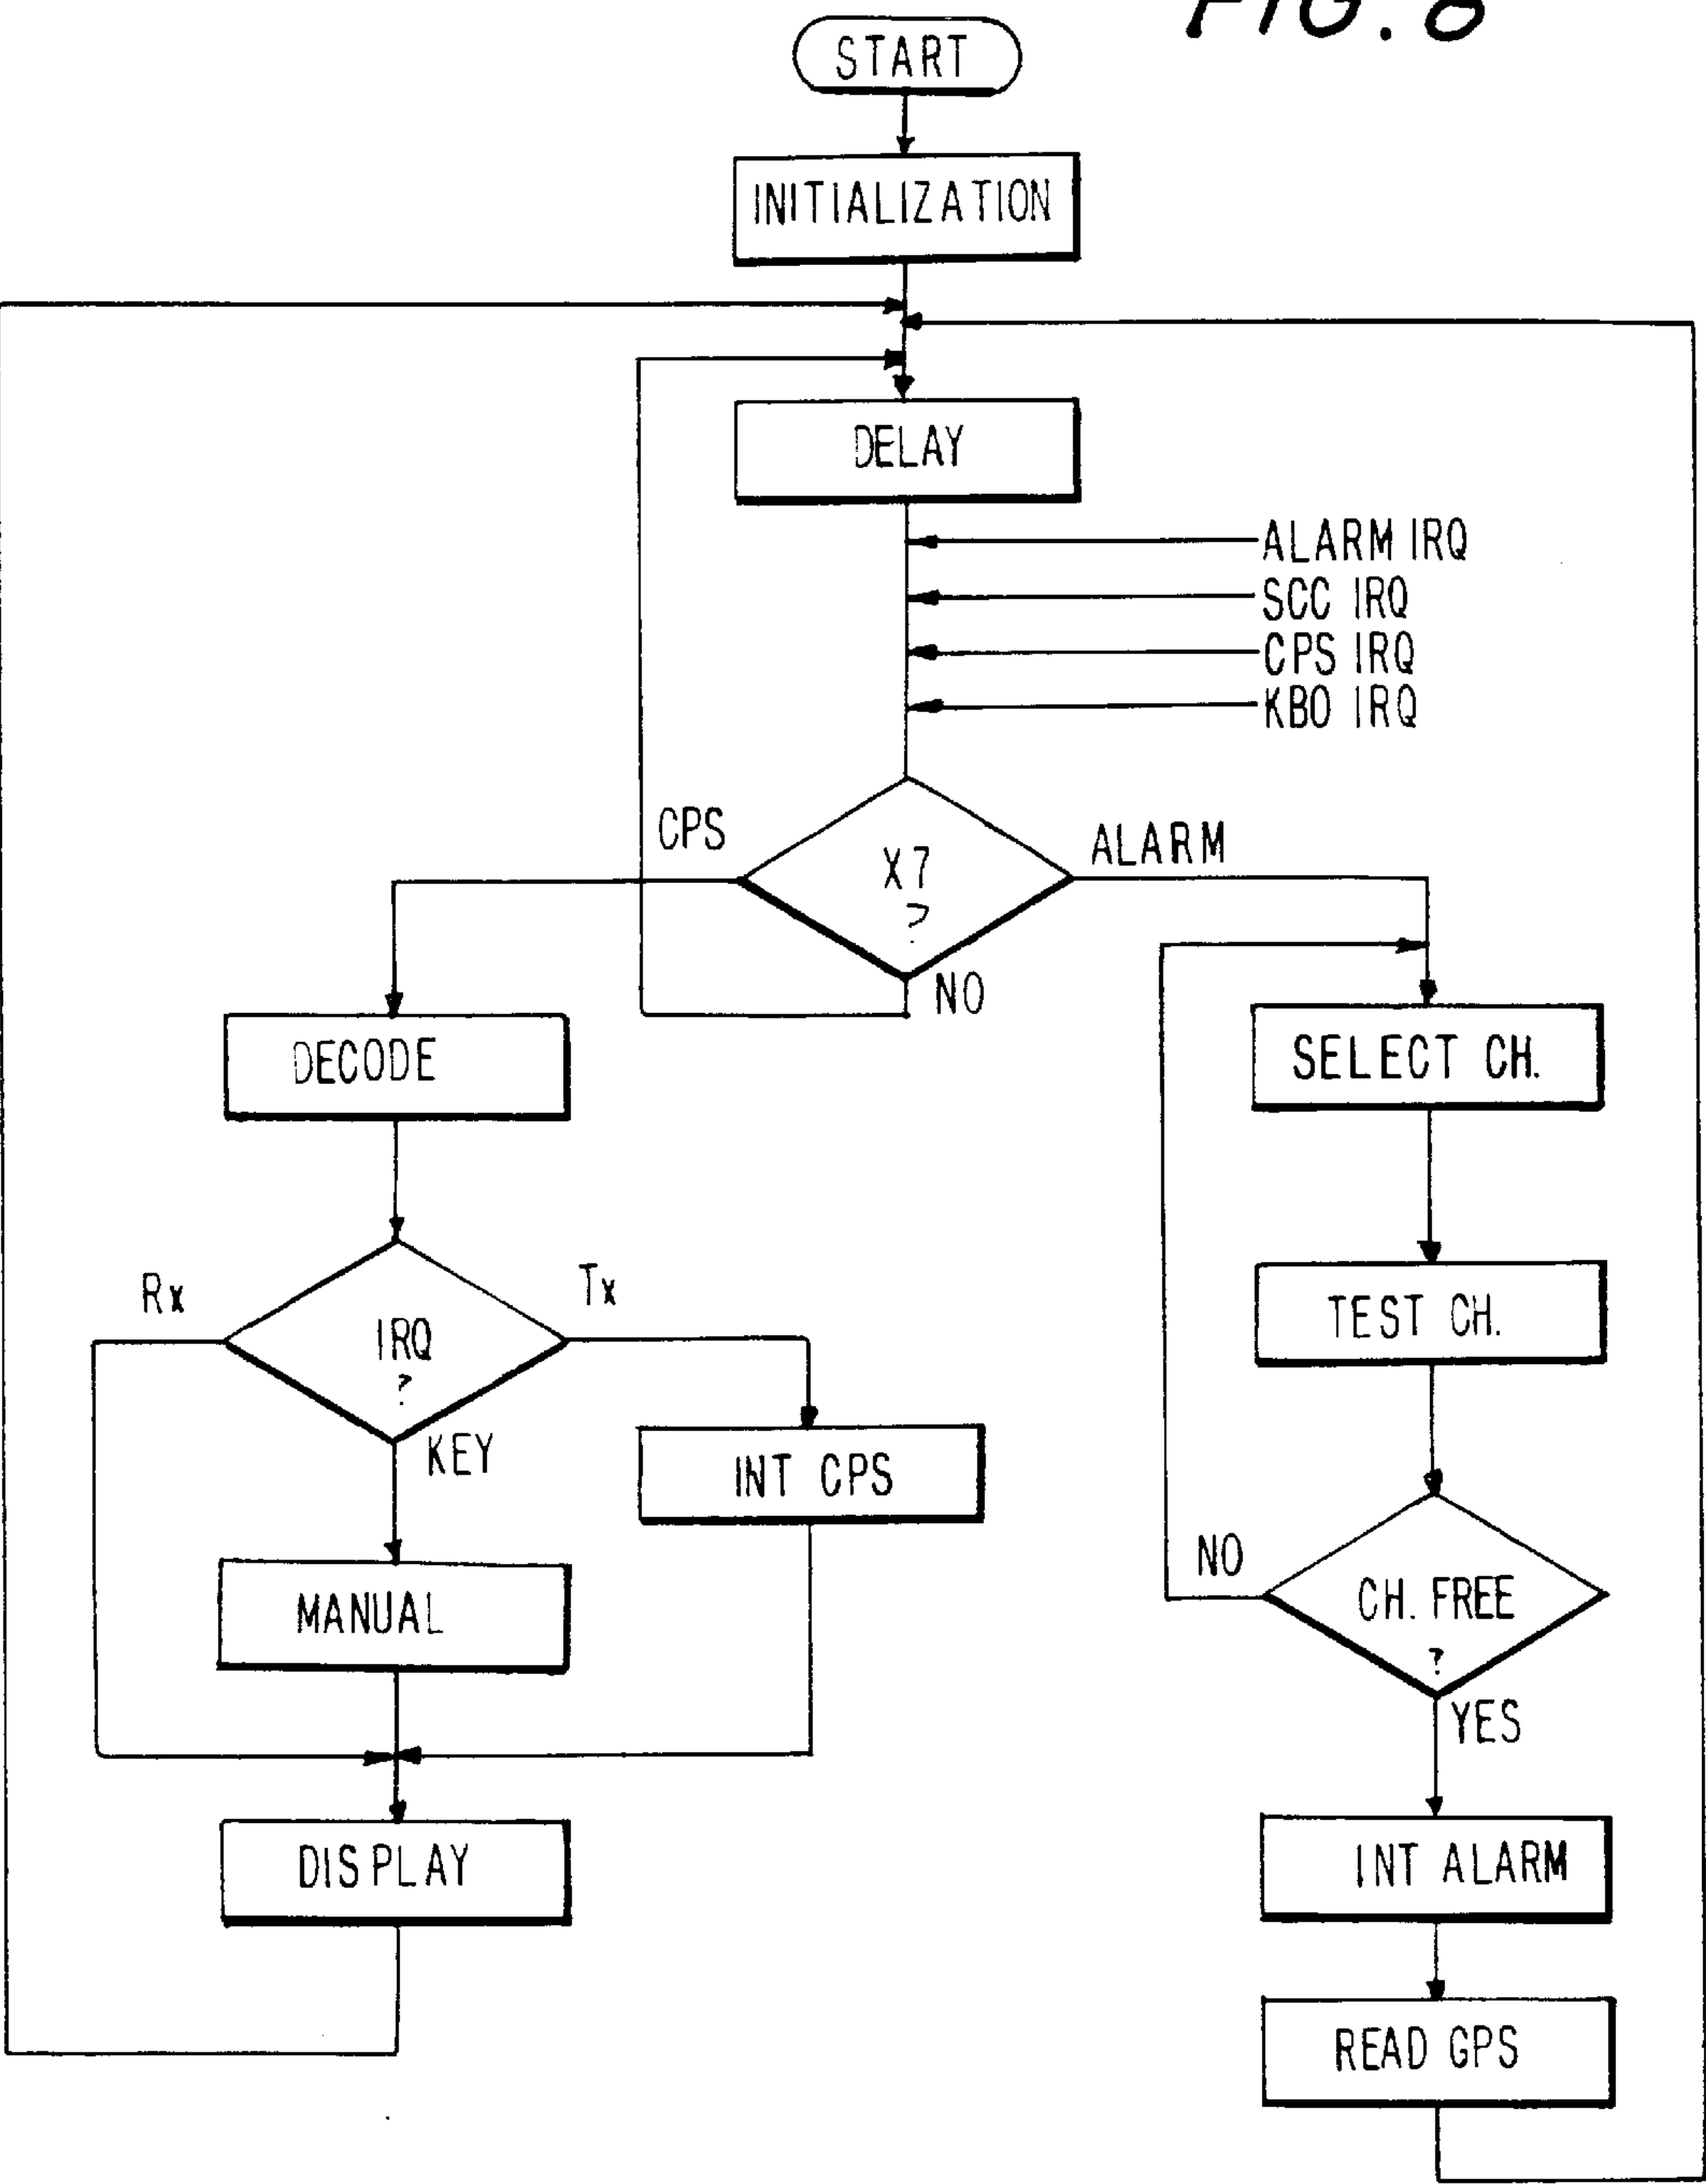 FIG. 8
START
INITIALIZATION
DELAY
ALARM IRQ
SCC IRQ
CPS IRQ
KBO IRQ
CPS
X7
?
ALARM
NO
DECODE
SELECT CH.
Rx
IRQ
?
Tx
TEST CH.
KEY
INT CPS
NO
CH. FREE
?
MANUAL
YES
DISPLAY
INT ALARM
READ GPS